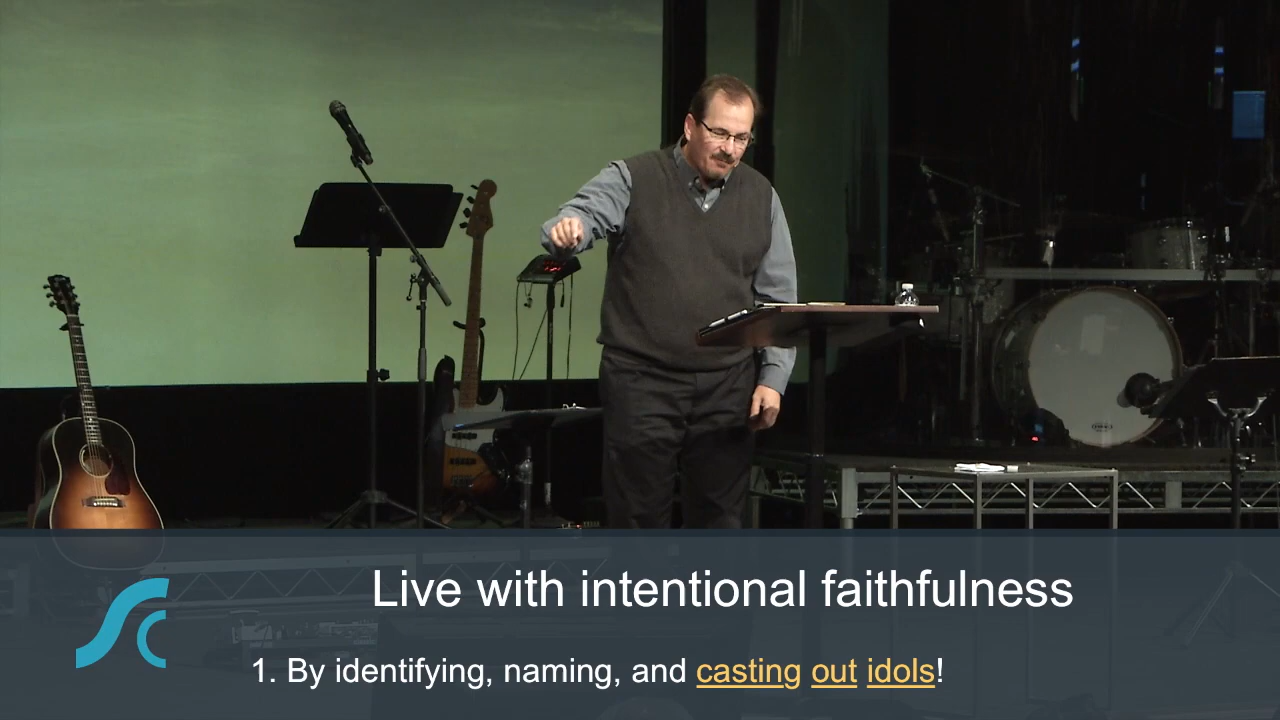 Live with intentional faithfulness
1. By identifying, naming, and casting out idols!